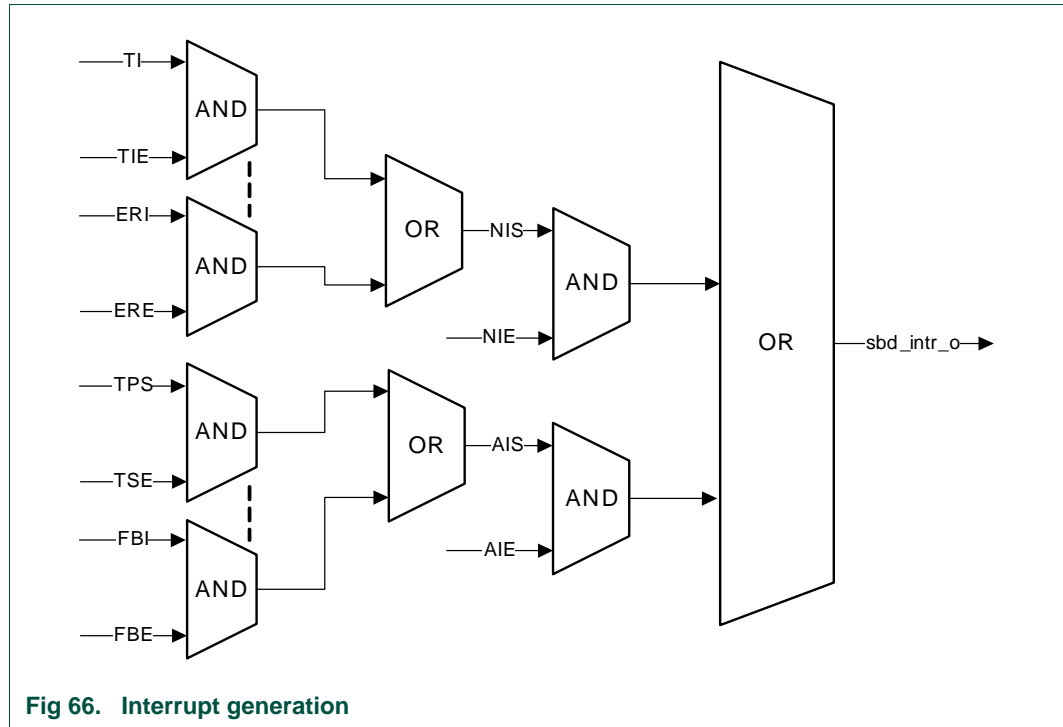 TI
AND
TIE
ERI
AND
ERE
OR
NIS
AND
NIE
TPS
AND
TSE
FBI
AND
FBE
OR
AIS
AND
AIE
OR
sbd_intr_o
Fig 66. Interrupt generation